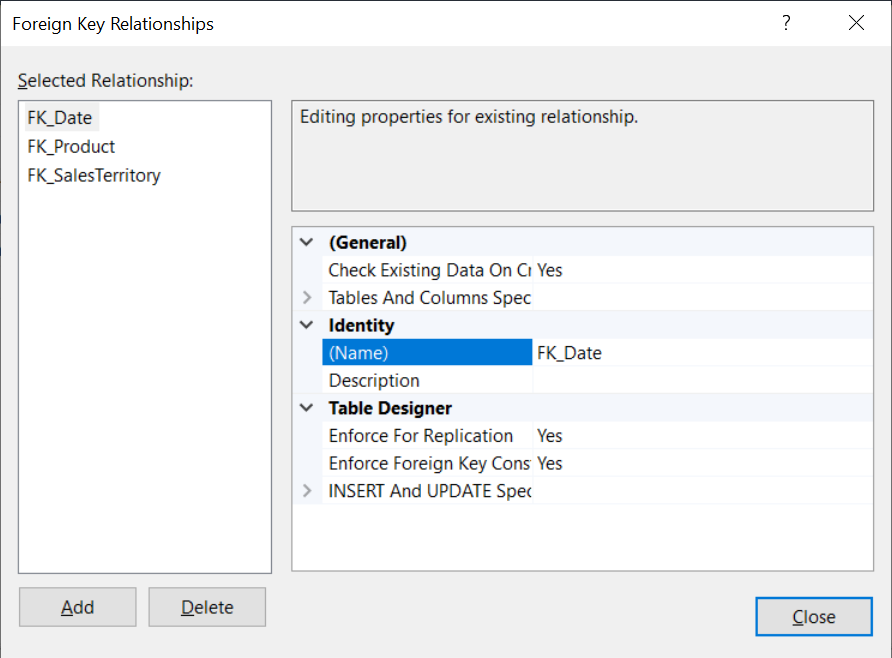 Foreign Key Relationships
?
Selected Relationship:
FK_Date
FK_Product
FK_SalesTerritory
Editing properties for existing relationship.
(General)
Check Existing Data On Cr Yes
Tables And Columns Spec
Identity
(Name) FK_Date
Description
Table Designer
Enforce For Replication Yes
Enforce Foreign Key Cons Yes
INSERT And UPDATE Spec
Add Delete
Close